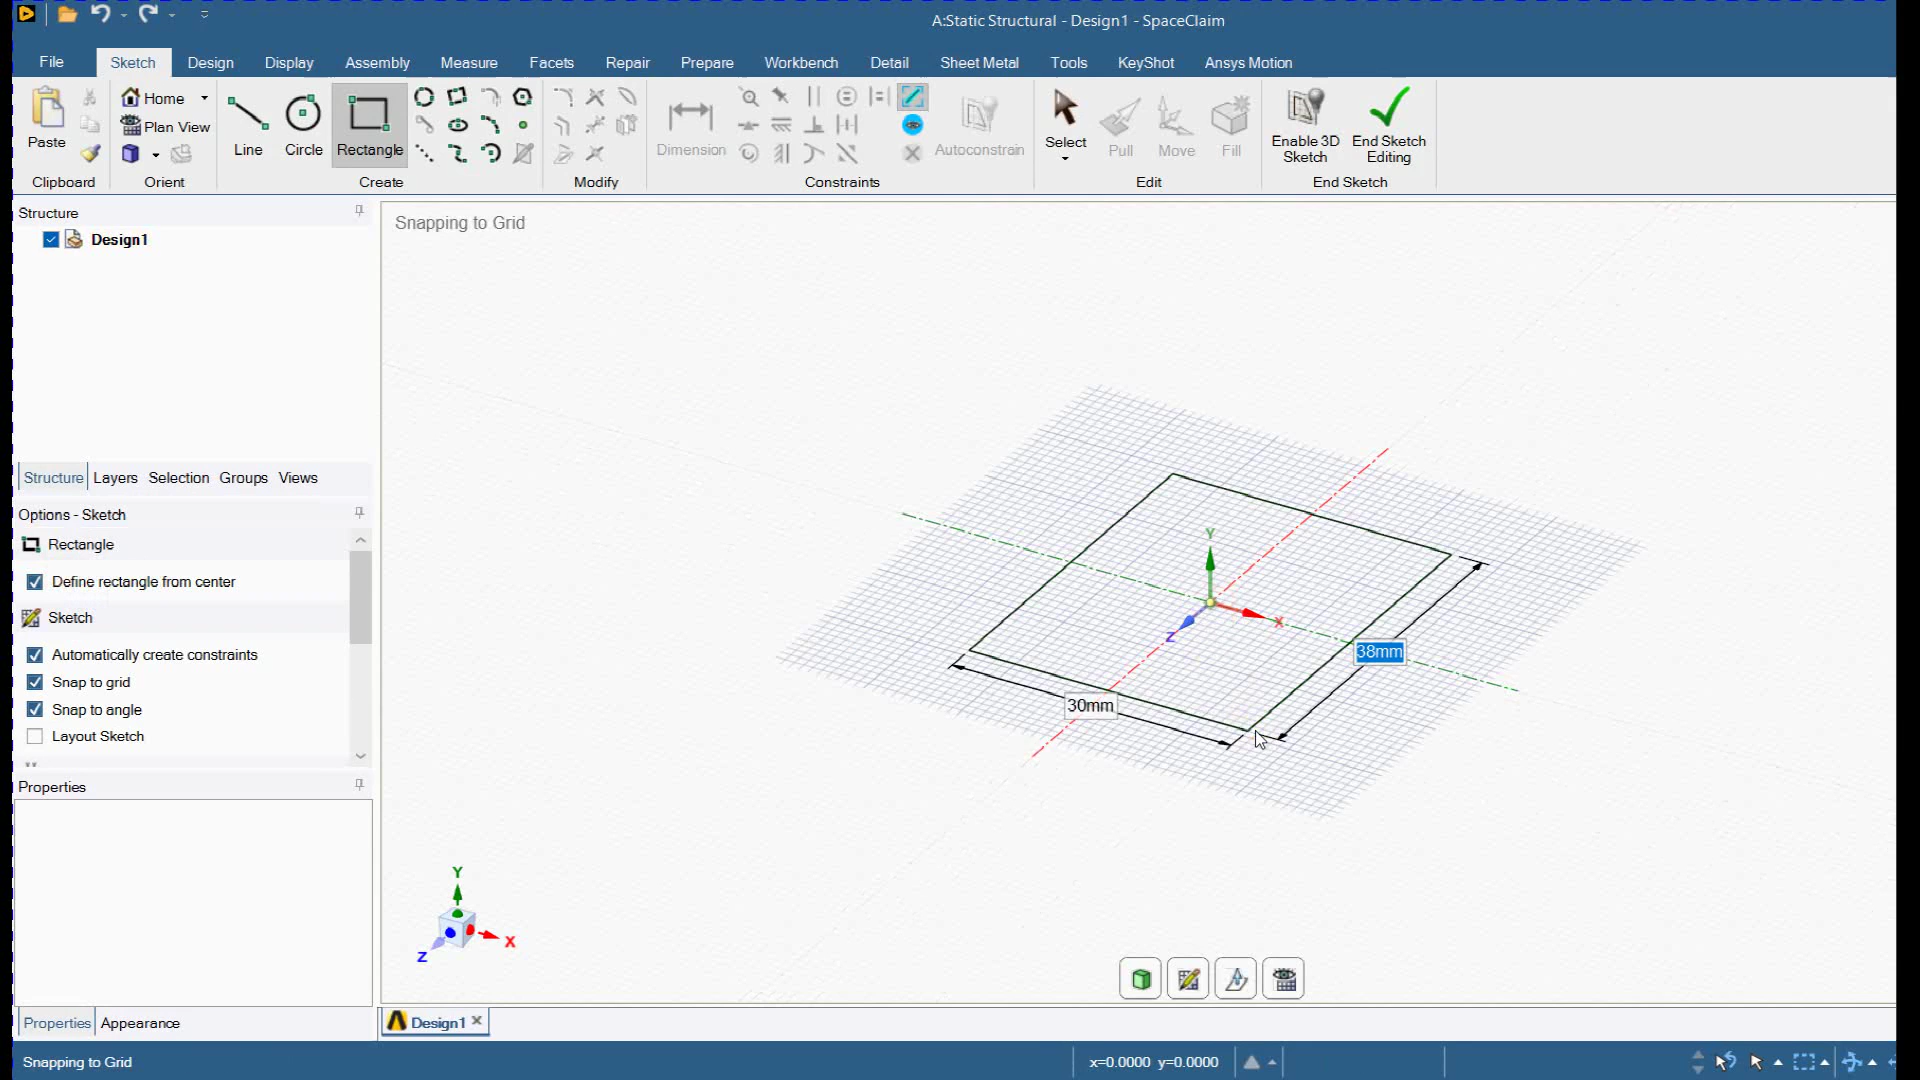 A:Static Structural - Design1 - SpaceClaim
File Sketch Design Display Assembly Measure Facets Repair Prepare Workbench Detail Sheet Metal Tools KeyShot Ansys Motion
Paste
Clipboard
Home
Plan View
Orient
Line
Circle
Rectangle
Create
Modify
Dimension
Autoconstrain
Constraints
Select
Pull
Move
Fill
Edit
Enable 3D
Sketch
End Sketch
Editing
End Sketch
Structure
Design1
Structure Layers Selection Groups Views
Options - Sketch
Rectangle
Define rectangle from center
Sketch
Automatically create constraints
Snap to grid
Snap to angle
Layout Sketch
Properties
Properties Appearance
Snapping to Grid
Y
X
Z
38mm
30mm
Y
X
Z
Design1
Snapping to Grid
x=0.0000 y=0.0000